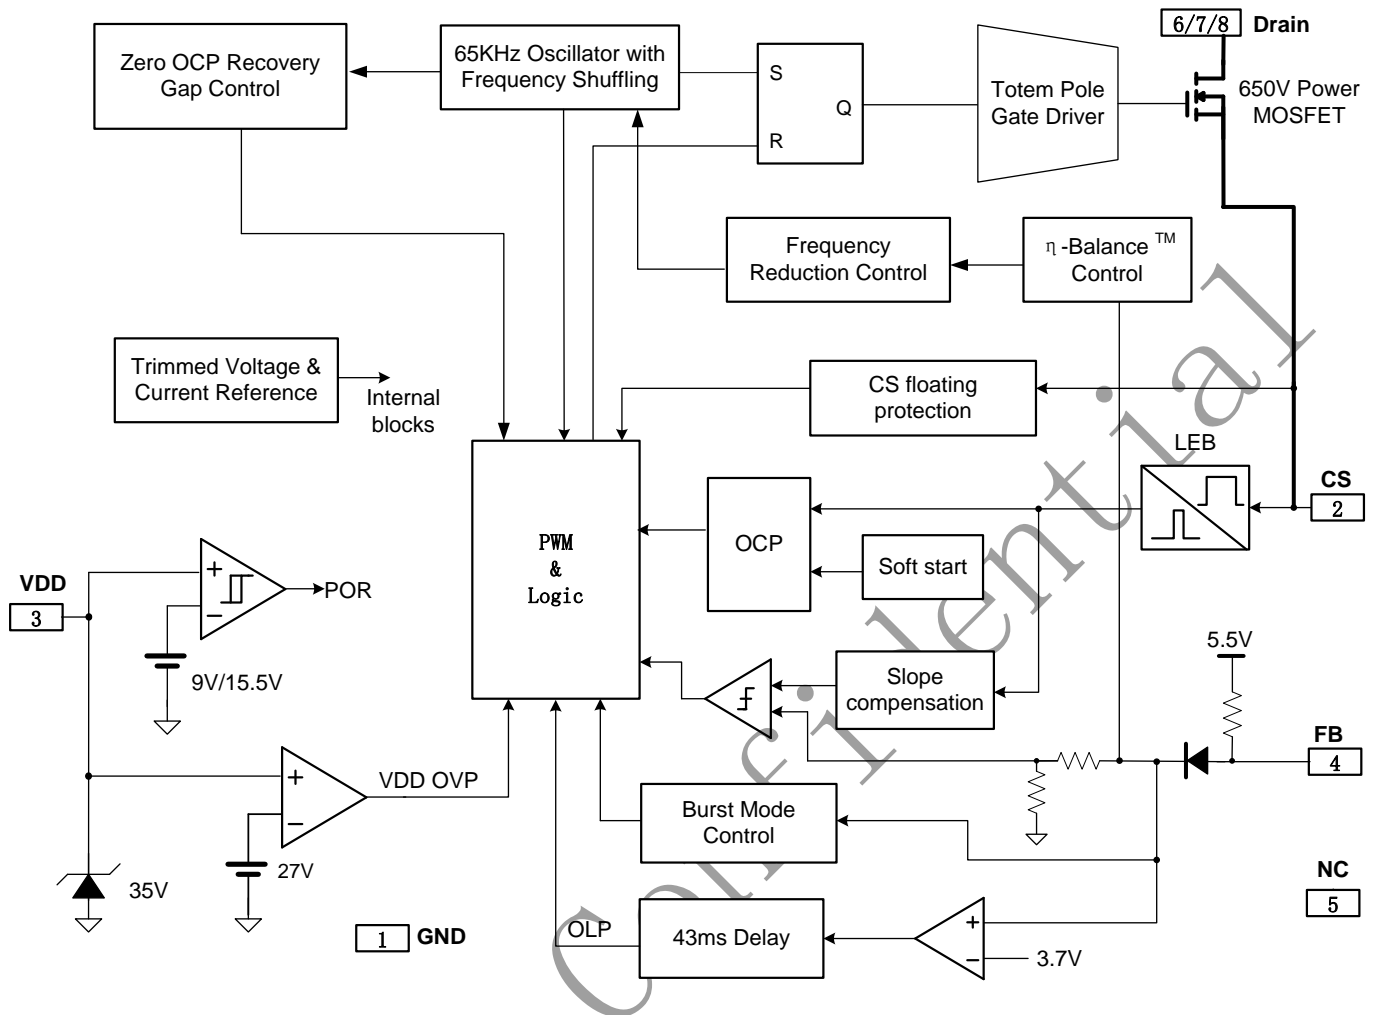 6/7/8 Drain
Zero OCP Recovery
Gap Control
65KHz Oscillator with
Frequency Shuffling
S
R
Q
Totem Pole
Gate Driver
650V Power
MOSFET
Frequency
Reduction Control
η-Balance TM
Control
Trimmed Voltage &
Current Reference
Internal
blocks
CS floating
protection
LEB
CS
2
PWM
&
Logic
OCP
Soft start
VDD
3
+
−
POR
9V/15.5V
Slope
compensation
5.5V
FB
4
+
−
VDD OVP
27V
35V
Burst Mode
Control
NC
5
1 GND
OLP
43ms Delay
+
−
3.7V
Confidential